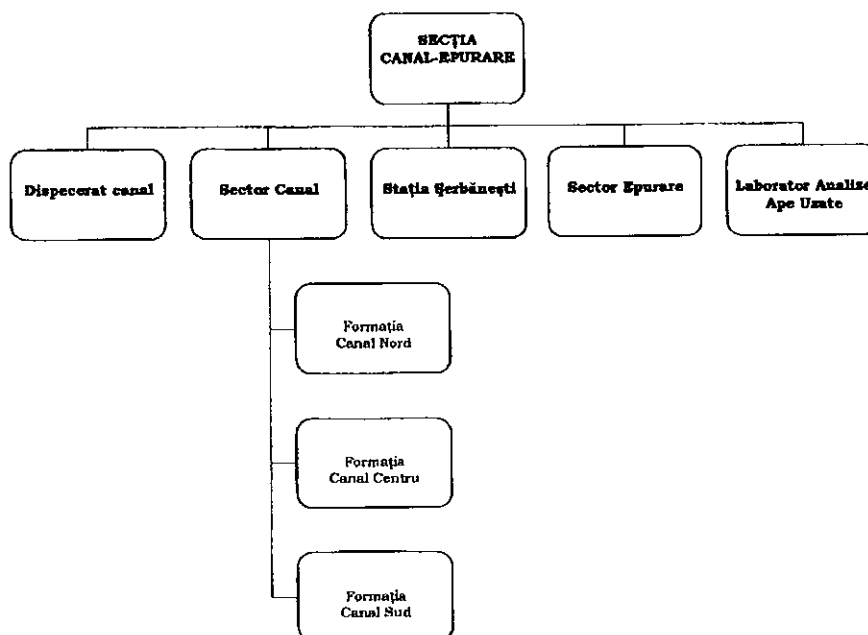 SECȚIA
CANAL-EPURARE
Dispecerat canal
Sector Canal
Stația Șerbănești
Sector Epurare
Laborator Analize
Ape Uzate
Formația
Canal Nord
Formația
Canal Centru
Formația
Canal Sud